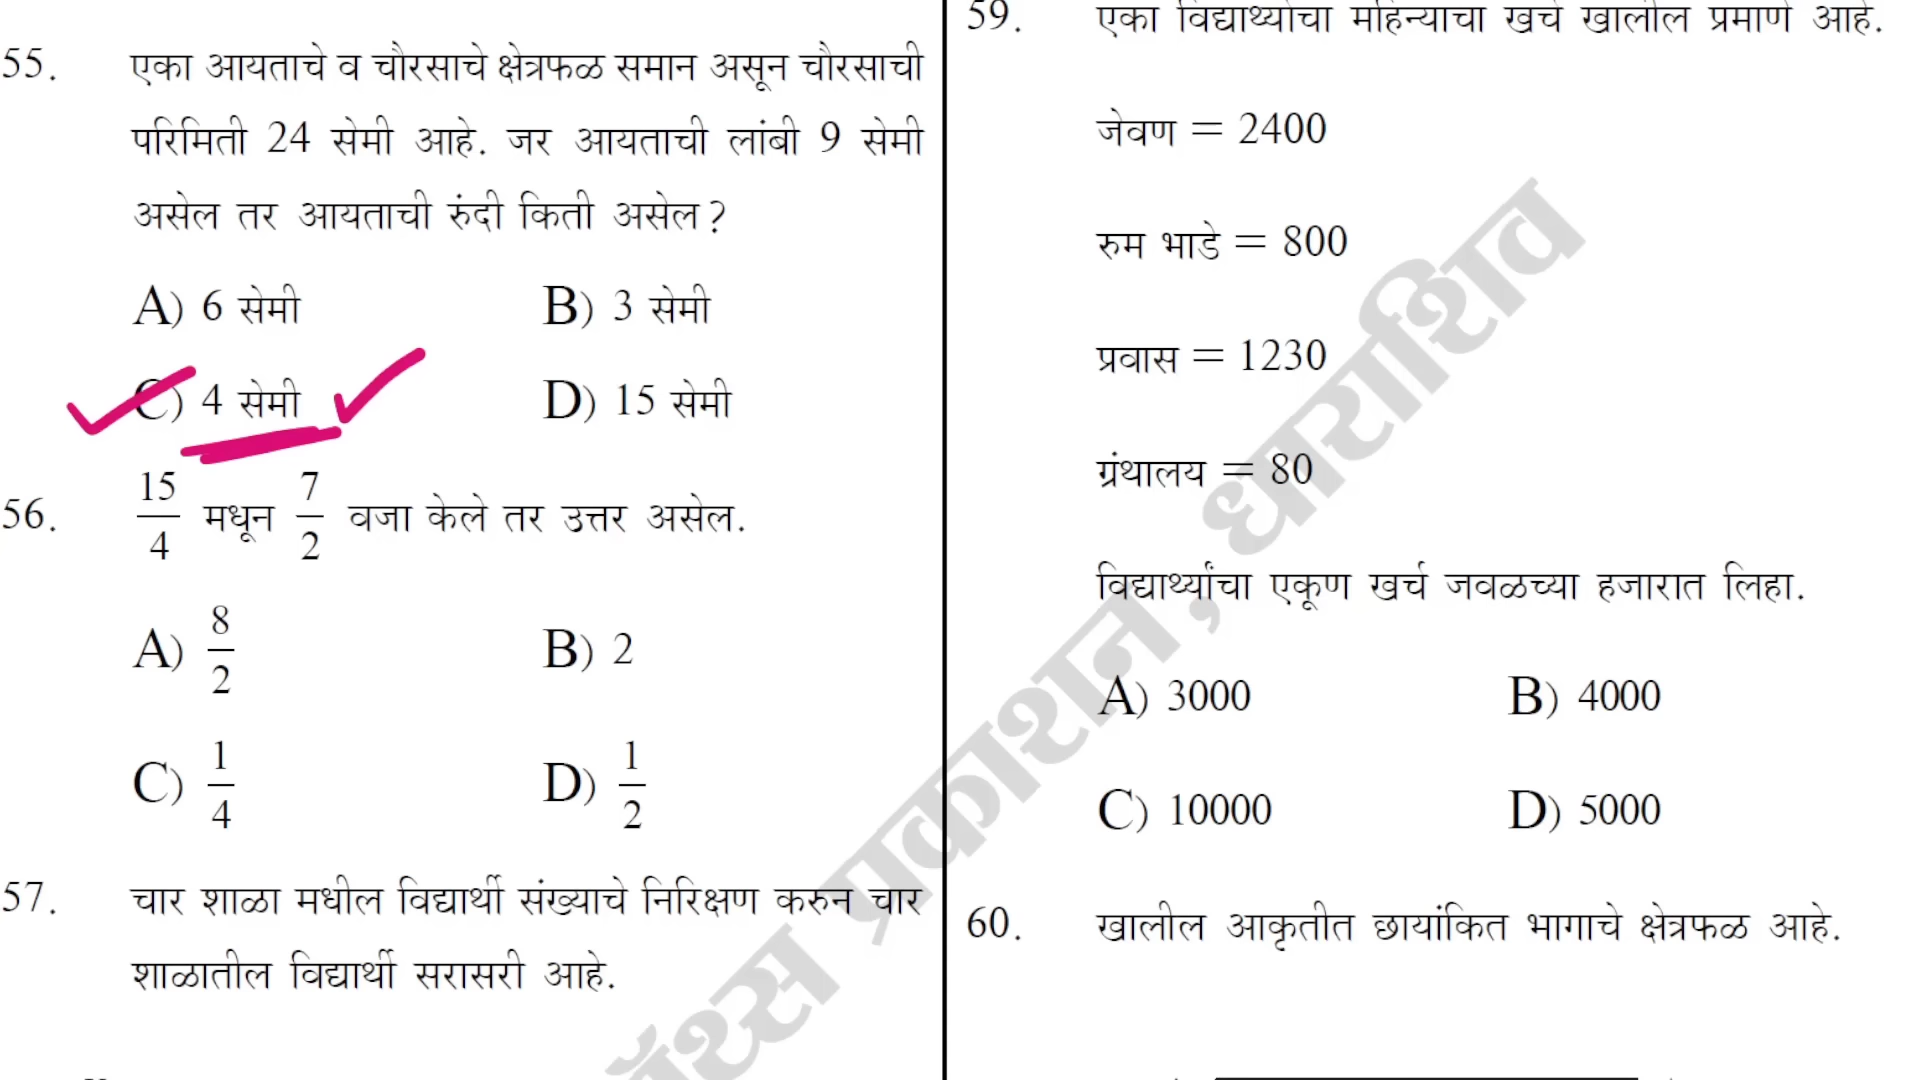 55. एका आयताचे व चौरसाचे क्षेत्रफळ समान असून चौरसाची
परिमिती 24 सेमी आहे. जर आयताची लांबी 9 सेमी
असेल तर आयताची रुंदी किती असेल?
A) 6 सेमी B) 3 सेमी
C) 4 सेमी D) 15 सेमी
56. 15/4 मधून 7/2 वजा केले तर उत्तर असेल.
A) 8/2 B) 2
C) 1/4 D) 1/2
57. चार शाळा मधील विद्यार्थी संख्याचे निरिक्षण करुन चार
शाळातील विद्यार्थी सरासरी आहे.
59. एका विद्यार्थ्यांचा महिन्याचा खर्च खालील प्रमाणे आहे.
जेवण = 2400
रुम भाडे = 800
प्रवास = 1230
ग्रंथालय = 80
विद्यार्थ्यांचा एकूण खर्च जवळच्या हजारात लिहा.
A) 3000 B) 4000
C) 10000 D) 5000
60. खालील आकृतीत छायांकित भागाचे क्षेत्रफळ आहे.
प्रकाशन, धाराशिव